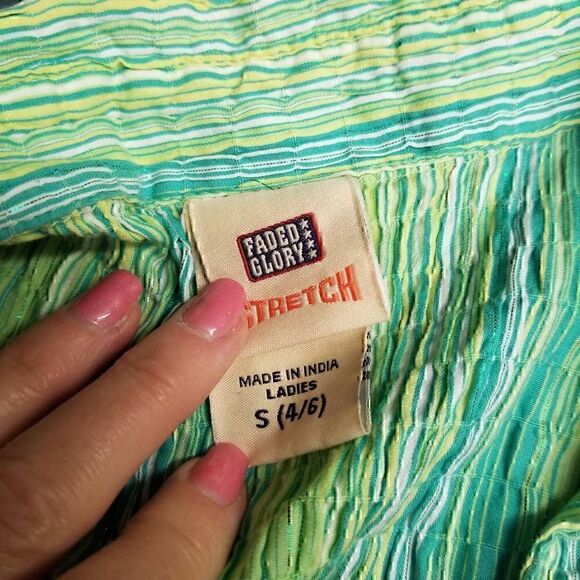 FADED
GLORY
STRETCH
MADE IN INDIA
LADIES
S (4/6)